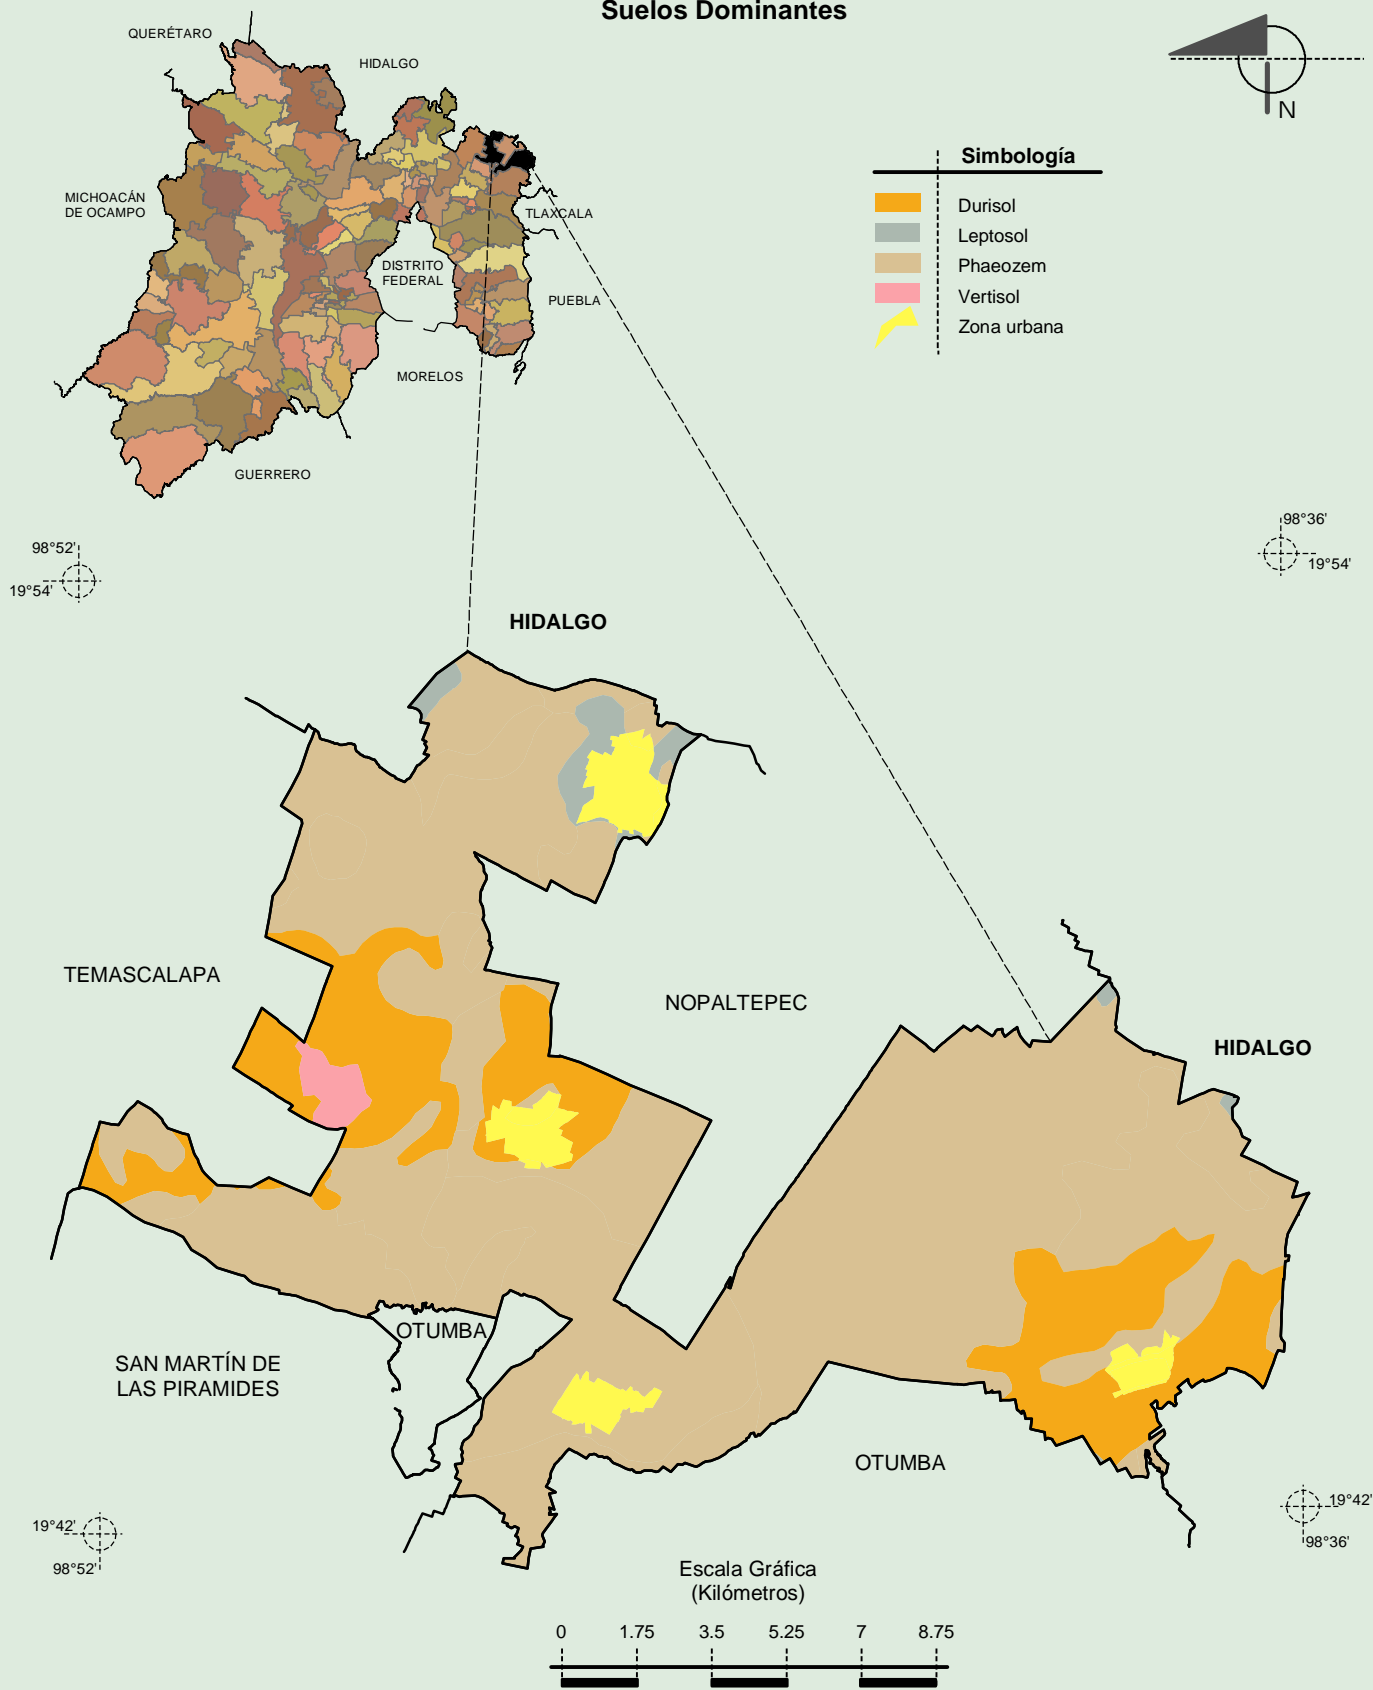 Suelos Dominantes
QUERÉTARO
HIDALGO
N
MICHOACÁN
DE OCAMPO
TLAXCALA
DISTRITO
FEDERAL
PUEBLA
MORELOS
GUERRERO
Simbología
Durisol
Leptosol
Phaeozem
Vertisol
Zona urbana
98°52'
19°54'
98°36'
19°54'
HIDALGO
TEMASCALAPA
NOPALTEPEC
HIDALGO
OTUMBA
SAN MARTÍN DE
LAS PIRAMIDES
OTUMBA
19°42'
98°52'
19°42'
98°36'
Escala Gráfica
(Kilómetros)
0 1.75 3.5 5.25 7 8.75